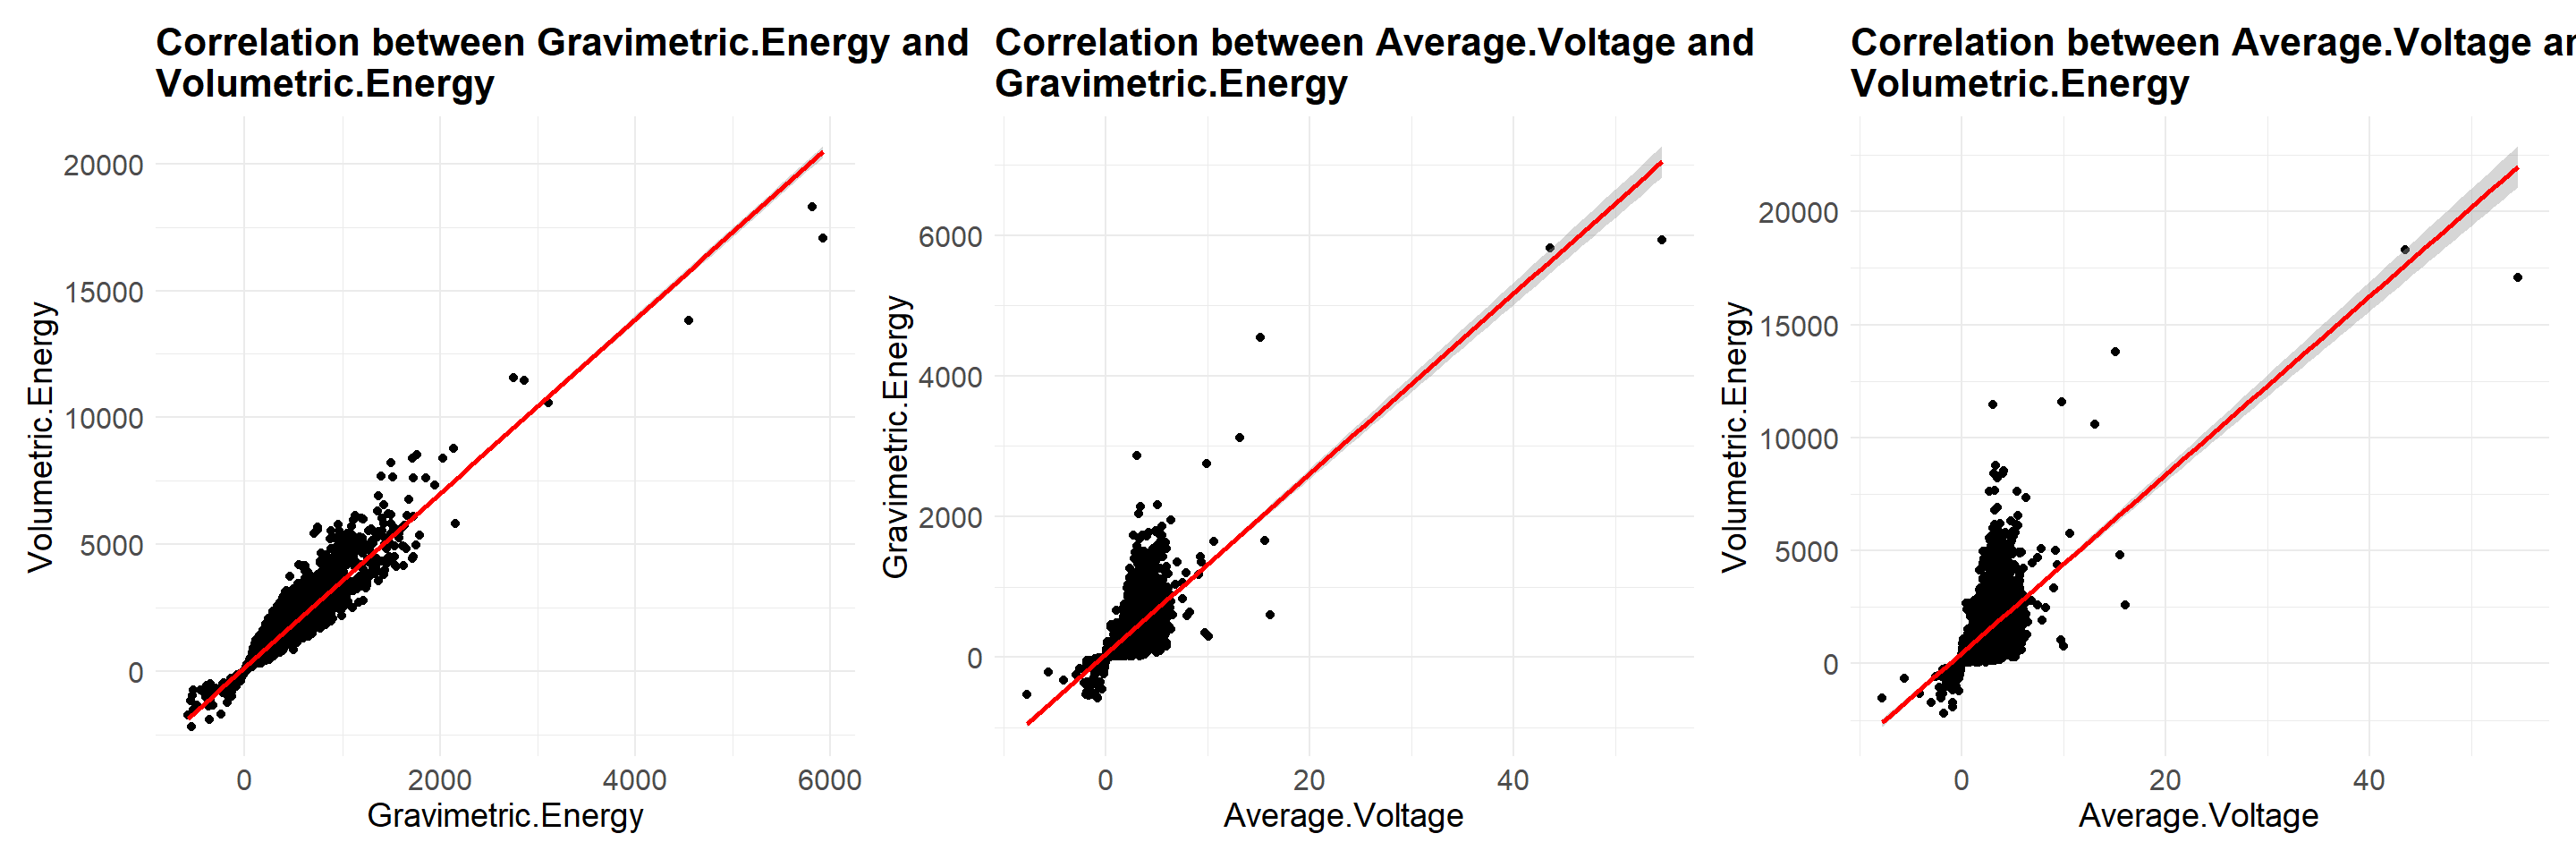 Correlation between Gravimetric.Energy and
Volumetric.Energy
20000
15000
10000
5000
0
Volumetric.Energy
0 2000 4000 6000
Gravimetric.Energy
Correlation between Average.Voltage and
Gravimetric.Energy
6000
4000
2000
0
Gravimetric.Energy
0 20 40
Average.Voltage
Correlation between Average.Voltage an
Volumetric.Energy
20000
15000
10000
5000
0
Volumetric.Energy
0 20 40
Average.Voltage